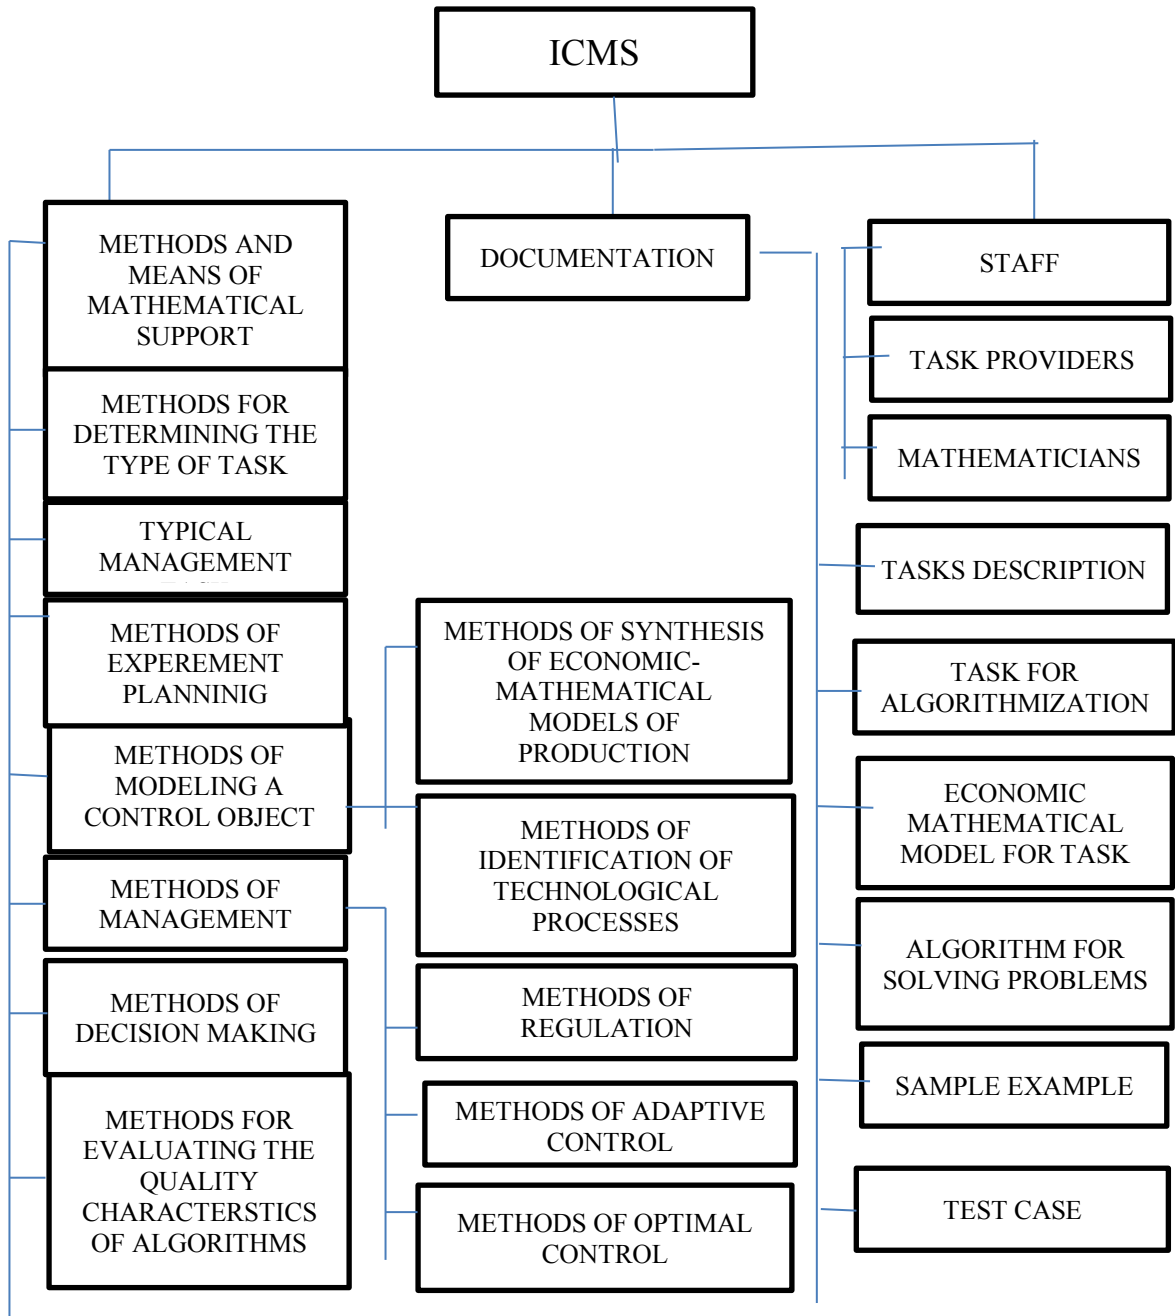 ICMS
METHODS AND
MEANS OF
MATHEMATICAL
SUPPORT
METHODS FOR
DETERMINING THE
TYPE OF TASK
TYPICAL
MANAGEMENT
METHODS OF
EXPEREMENT
PLANNINIG
METHODS OF
MODELING A
CONTROL OBJECT
METHODS OF
MANAGEMENT
METHODS OF
DECISION MAKING
METHODS FOR
EVALUATING THE
QUALITY
CHARACTERSTICS
OF ALGORITHMS
DOCUMENTATION
METHODS OF SYNTHESIS
OF ECONOMIC-
MATHEMATICAL
MODELS OF
PRODUCTION
METHODS OF
IDENTIFICATION OF
TECHNOLOGICAL
PROCESSES
METHODS OF
REGULATION
METHODS OF ADAPTIVE
CONTROL
METHODS OF OPTIMAL
CONTROL
STAFF
TASK PROVIDERS
MATHEMATICIANS
TASKS DESCRIPTION
TASK FOR
ALGORITHMIZATION
ECONOMIC
MATHEMATICAL
MODEL FOR TASK
ALGORITHM FOR
SOLVING PROBLEMS
SAMPLE EXAMPLE
TEST CASE